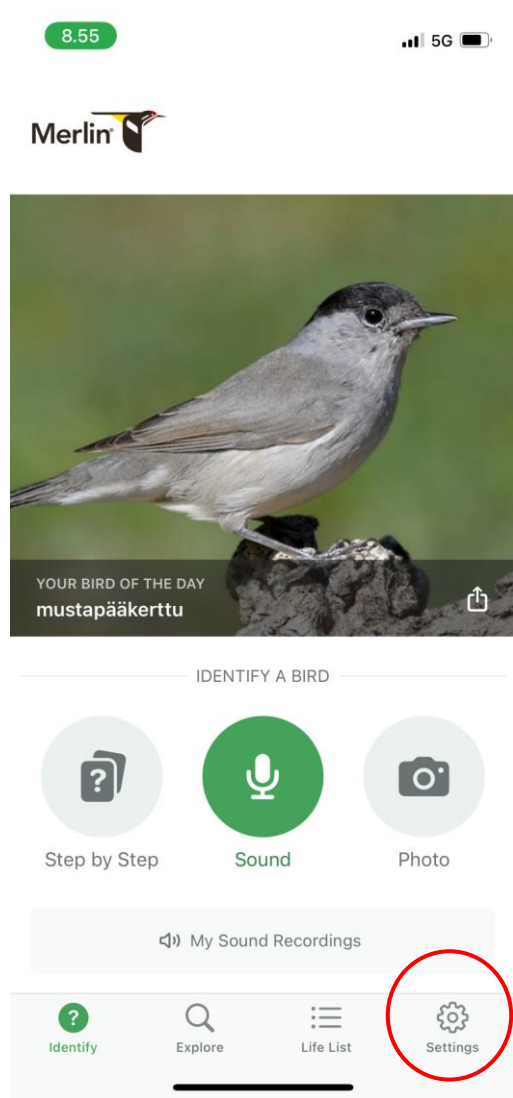 8.55
5G
Merlin
YOUR BIRD OF THE DAY
mustapääkerttu
IDENTIFY A BIRD
Step by Step
Sound
Photo
My Sound Recordings
Identify
Explore
Life List
Settings